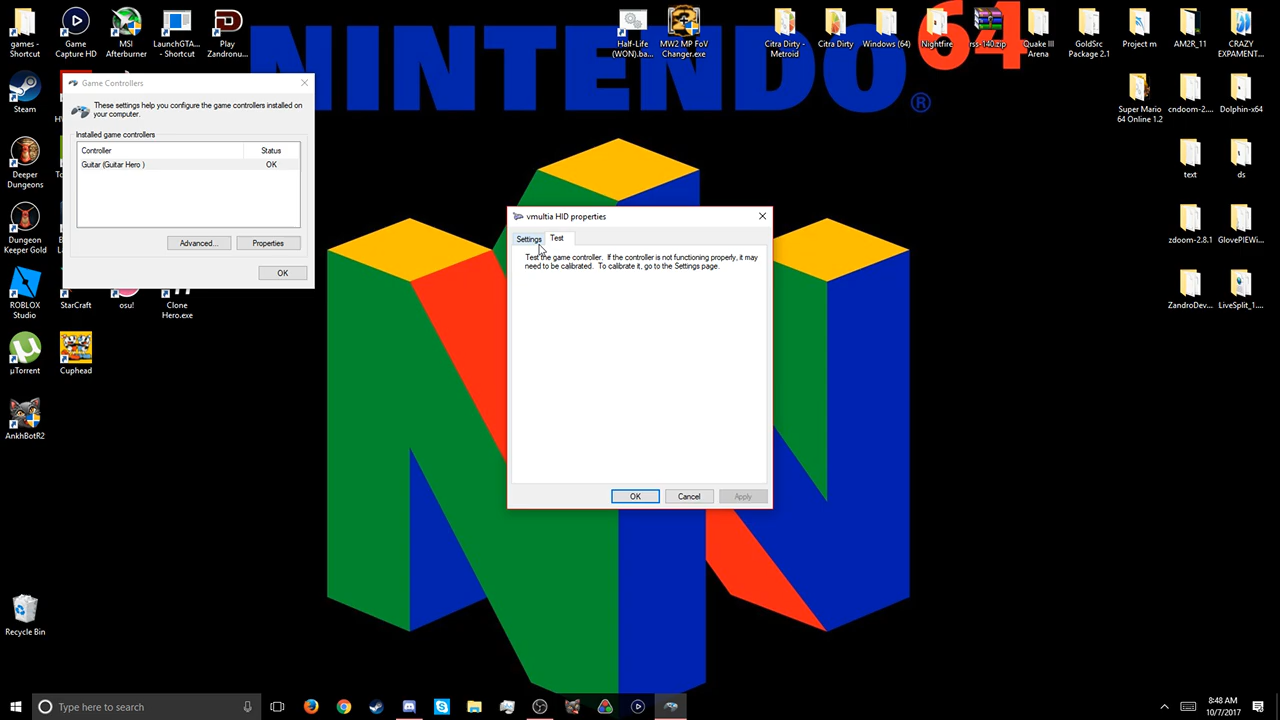 NINTENDO 64
®
games -
Shortcut
Game
Capture HD
MSI
Afterburner
LaunchGTA...
- Shortcut
Play
Zandronu...
Half-Life
(WON).ba...
MW2 MP FoV
Changer.exe
Citra Dirty -
Metroid
Citra Dirty
Windows (64)
Nightfire
rss-140.zip
Quake III
Arena
GoldSrc
Package 2.1
Project m
AM2R_11
CRAZY
EXPAMENT...
Steam
Super Mario
64 Online 1.2
cndoom-2....
Dolphin-x64
Deeper
Dungeons
text
ds
Dungeon
Keeper Gold
zdoom-2.8.1
GlovePIEWi...
ROBLOX
Studio
StarCraft
osu!
Clone
Hero.exe
ZandroDev...
LiveSplit_1....
µTorrent
Cuphead
AnkhBotR2
Recycle Bin
Game Controllers
These settings help you configure the game controllers installed on
your computer.
Installed game controllers
Controller
Status
Guitar (Guitar Hero )
OK
Advanced...
Properties
OK
vmultia HID properties
Settings
Test
Test the game controller. If the controller is not functioning properly, it may
need to be calibrated. To calibrate it, go to the Settings page.
OK
Cancel
Apply
Type here to search
8:48 AM
10/7/2017